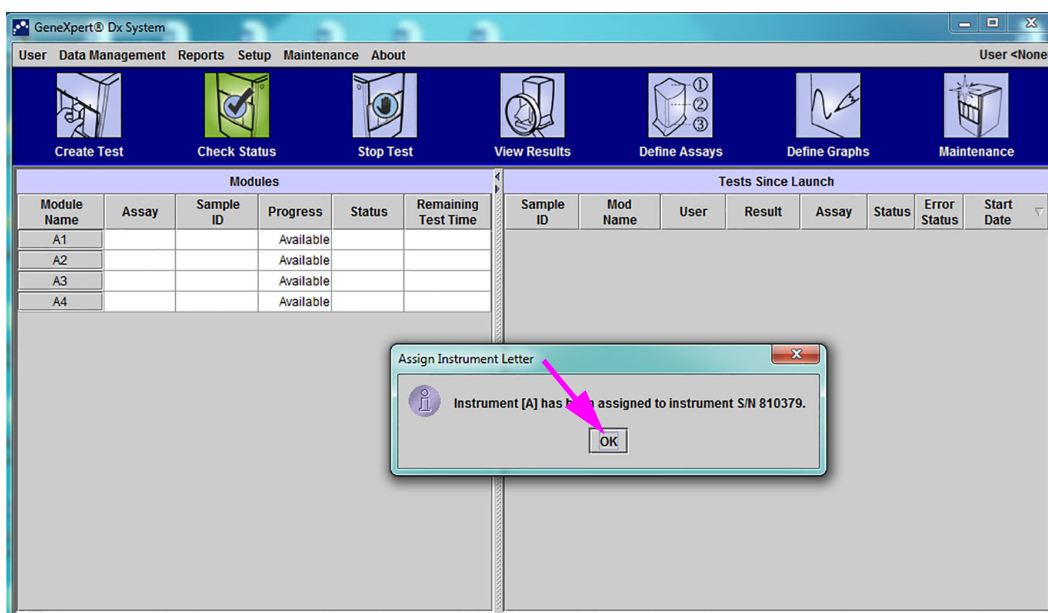 GeneXpert® Dx System
User Data Management Reports Setup Maintenance About User <None
Create Test Check Status Stop Test View Results Define Assays Define Graphs Maintenance
1
2
3
Modules
Module Name Assay Sample ID Progress Status Remaining Test Time
A1 Available
A2 Available
A3 Available
A4 Available
Tests Since Launch
Sample ID Mod Name User Result Assay Status Error Status Start Date
Assign Instrument Letter
Instrument [A] has assigned to instrument S/N 810379.
OK